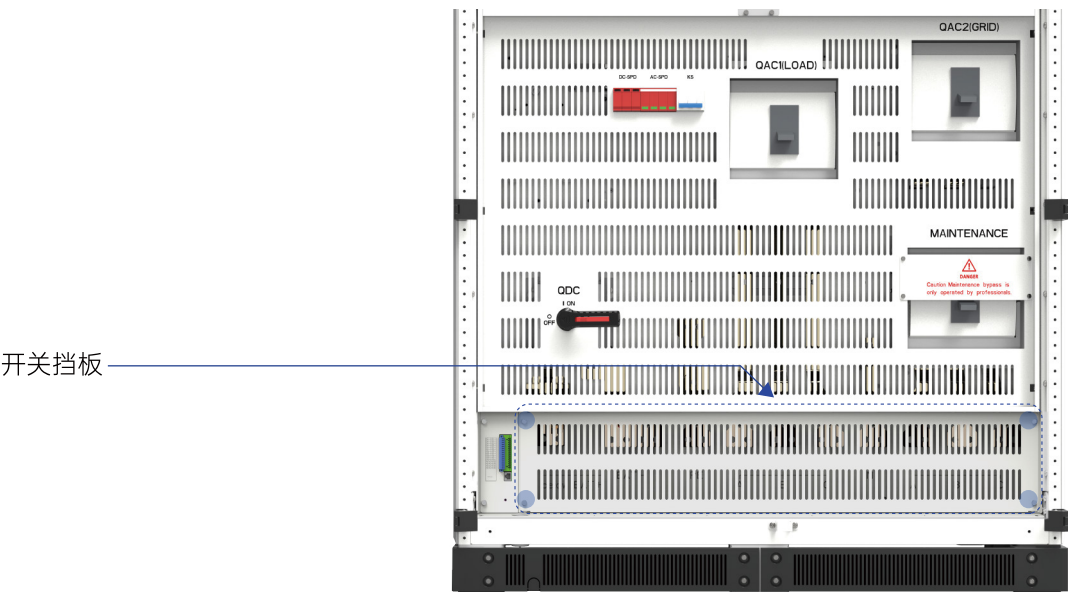 QAC2(GRID)
QAC1(LOAD)
DC-SPD AC-SPD KS
MAINTENANCE
DANGER
Caution Maintenance bypass is
only operated by professionals.
QDC
I ON
O
OFF
开关挡板